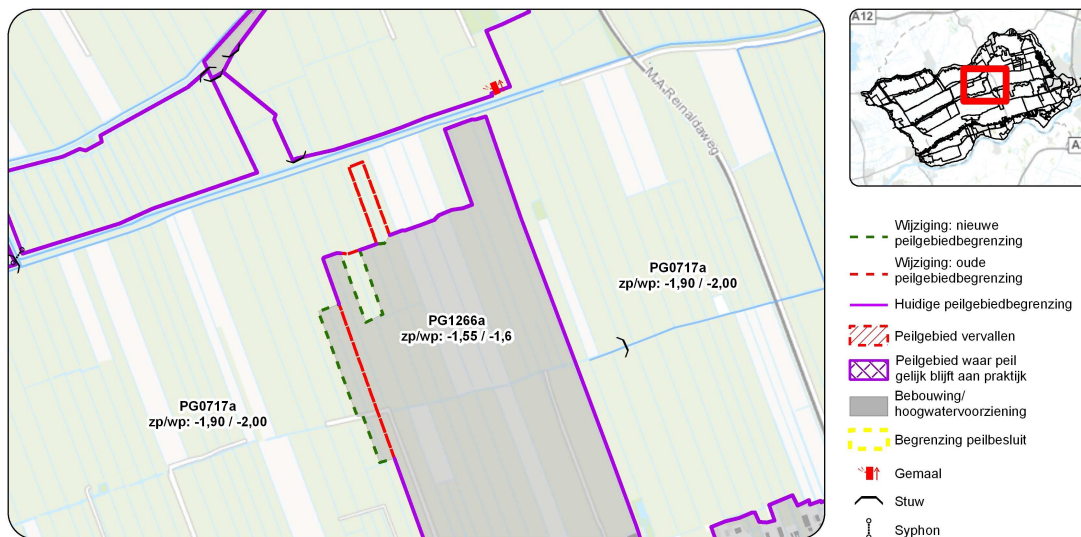 M.A.Reinaldaweg
PG0717a
zp/wp: -1,90 / -2,00
PG1266a
zp/wp: -1,55 / -1,6
PG0717a
zp/wp: -1,90 / -2,00
A12
Wijziging: nieuwe
peilgebiedbegrenzing
Wijziging: oude
peilgebiedbegrenzing
Huidige peilgebiedbegrenzing
Peilgebied vervallen
Peilgebied waar peil
gelijk blijft aan praktijk
Bebouwing/
hoogwatervoorziening
Begrenzing peilbesluit
Gemaal
Stuw
Syphon